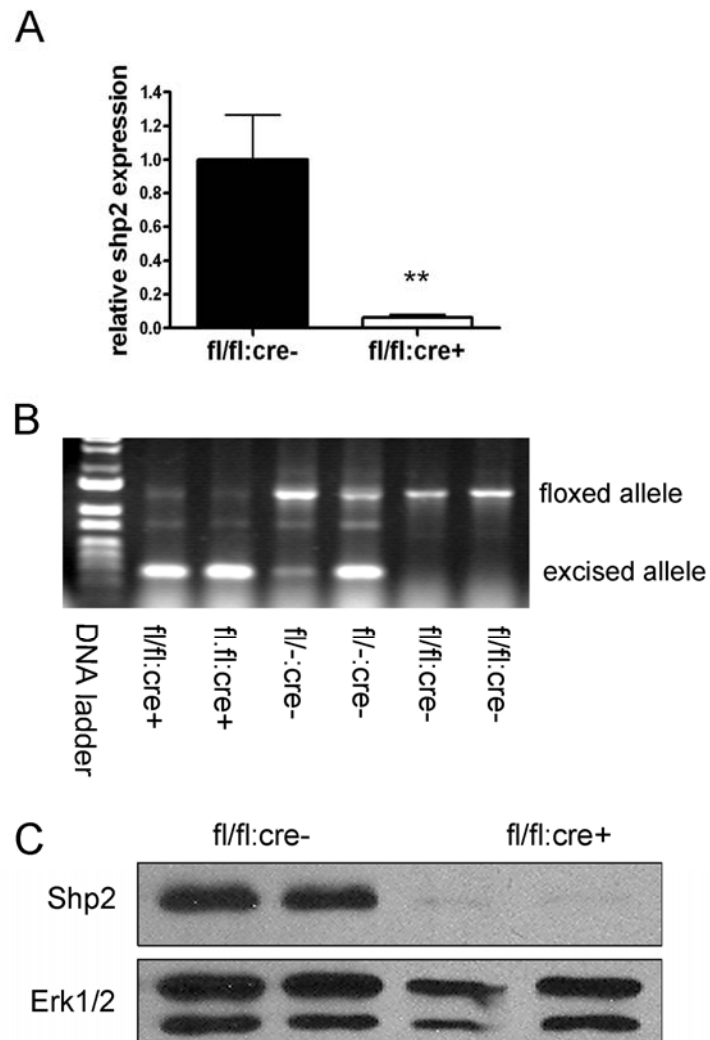 A
relative shp2 expression
1.4
1.2
1.0
0.8
0.6
0.4
0.2
0.0
**
fl/fl:cre-
fl/fl:cre+
B
floxed allele
excised allele
DNA ladder
fl/fl:cre+
fl.fl:cre+
fl/-:cre-
fl/-:cre-
fl/fl:cre-
fl/fl:cre-
C
fl/fl:cre-
fl/fl:cre+
Shp2
Erk1/2